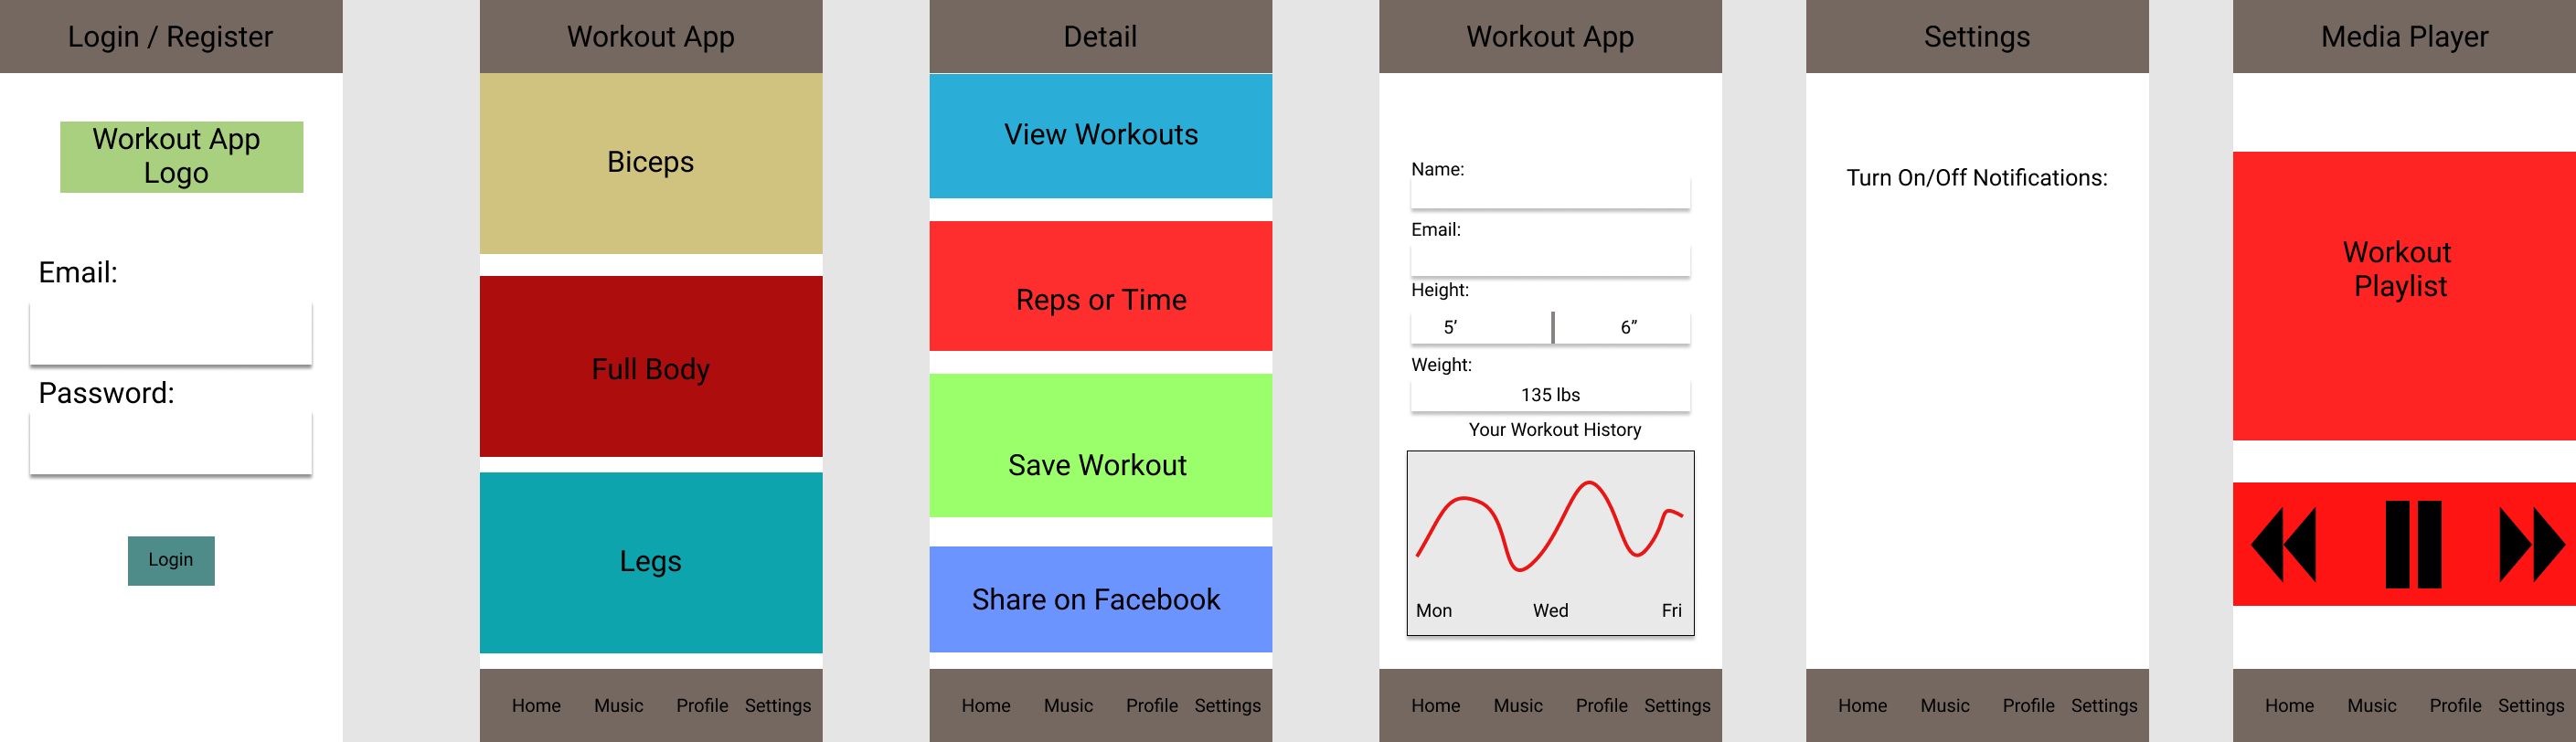 Login / Register
Workout App
Logo
Email:
Password:
Login
Workout App
Biceps
Full Body
Legs
Home Music Profile Settings
Detail
View Workouts
Reps or Time
Save Workout
Share on Facebook
Home Music Profile Settings
Workout App
Name:
Email:
Height:
5’ 6”
Weight:
135 lbs
Your Workout History
Mon Wed Fri
Home Music Profile Settings
Settings
Turn On/Off Notifications:
Home Music Profile Settings
Media Player
Workout
Playlist
Home Music Profile Settings